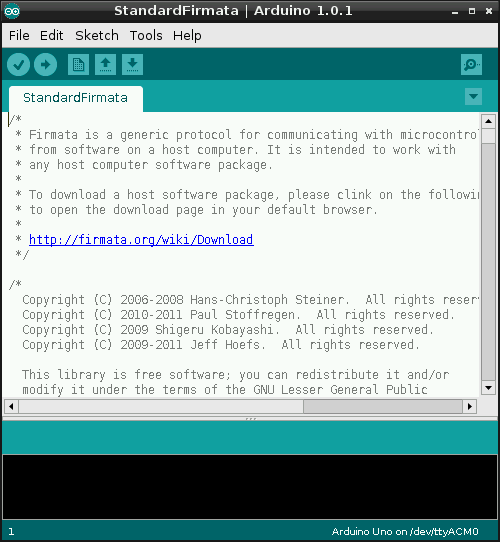 StandardFirmata | Arduino 1.0.1
File Edit Sketch Tools Help
StandardFirmata
/*
* Firmata is a generic protocol for communicating with microcontrol
* from software on a host computer. It is intended to work with
* any host computer software package.
*
* To download a host software package, please clink on the followin
* to open the download page in your default browser.
*
* http://firmata.org/wiki/Download
*/
/*
Copyright (C) 2006-2008 Hans-Christoph Steiner.  All rights reser
Copyright (C) 2010-2011 Paul Stoffregen.  All rights reserved.
Copyright (C) 2009 Shigeru Kobayashi.  All rights reserved.
Copyright (C) 2009-2011 Jeff Hoefs.  All rights reserved.
This library is free software; you can redistribute it and/or
modify it under the terms of the GNU Lesser General Public
1 Arduino Uno on /dev/ttyACM0